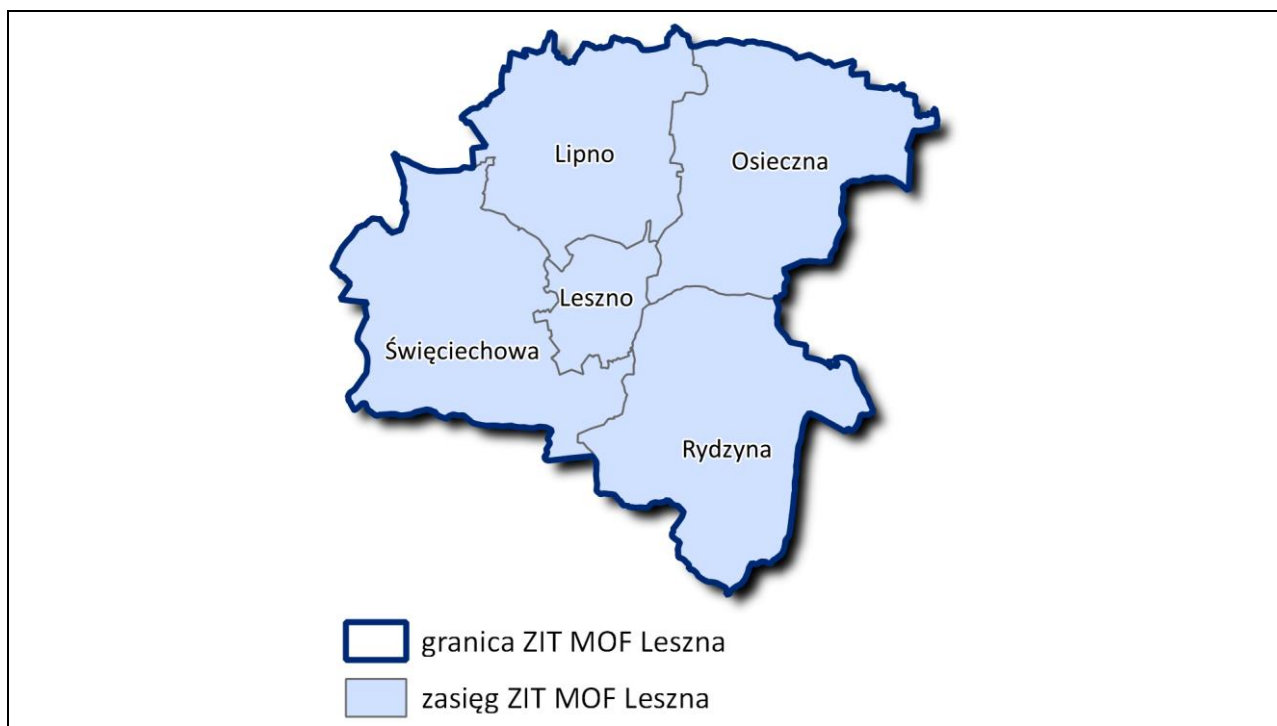 Lipno
Osieczna
Leszno
Święciechowa
Rydzyna
granica ZIT MOF Leszna
zasięg ZIT MOF Leszna